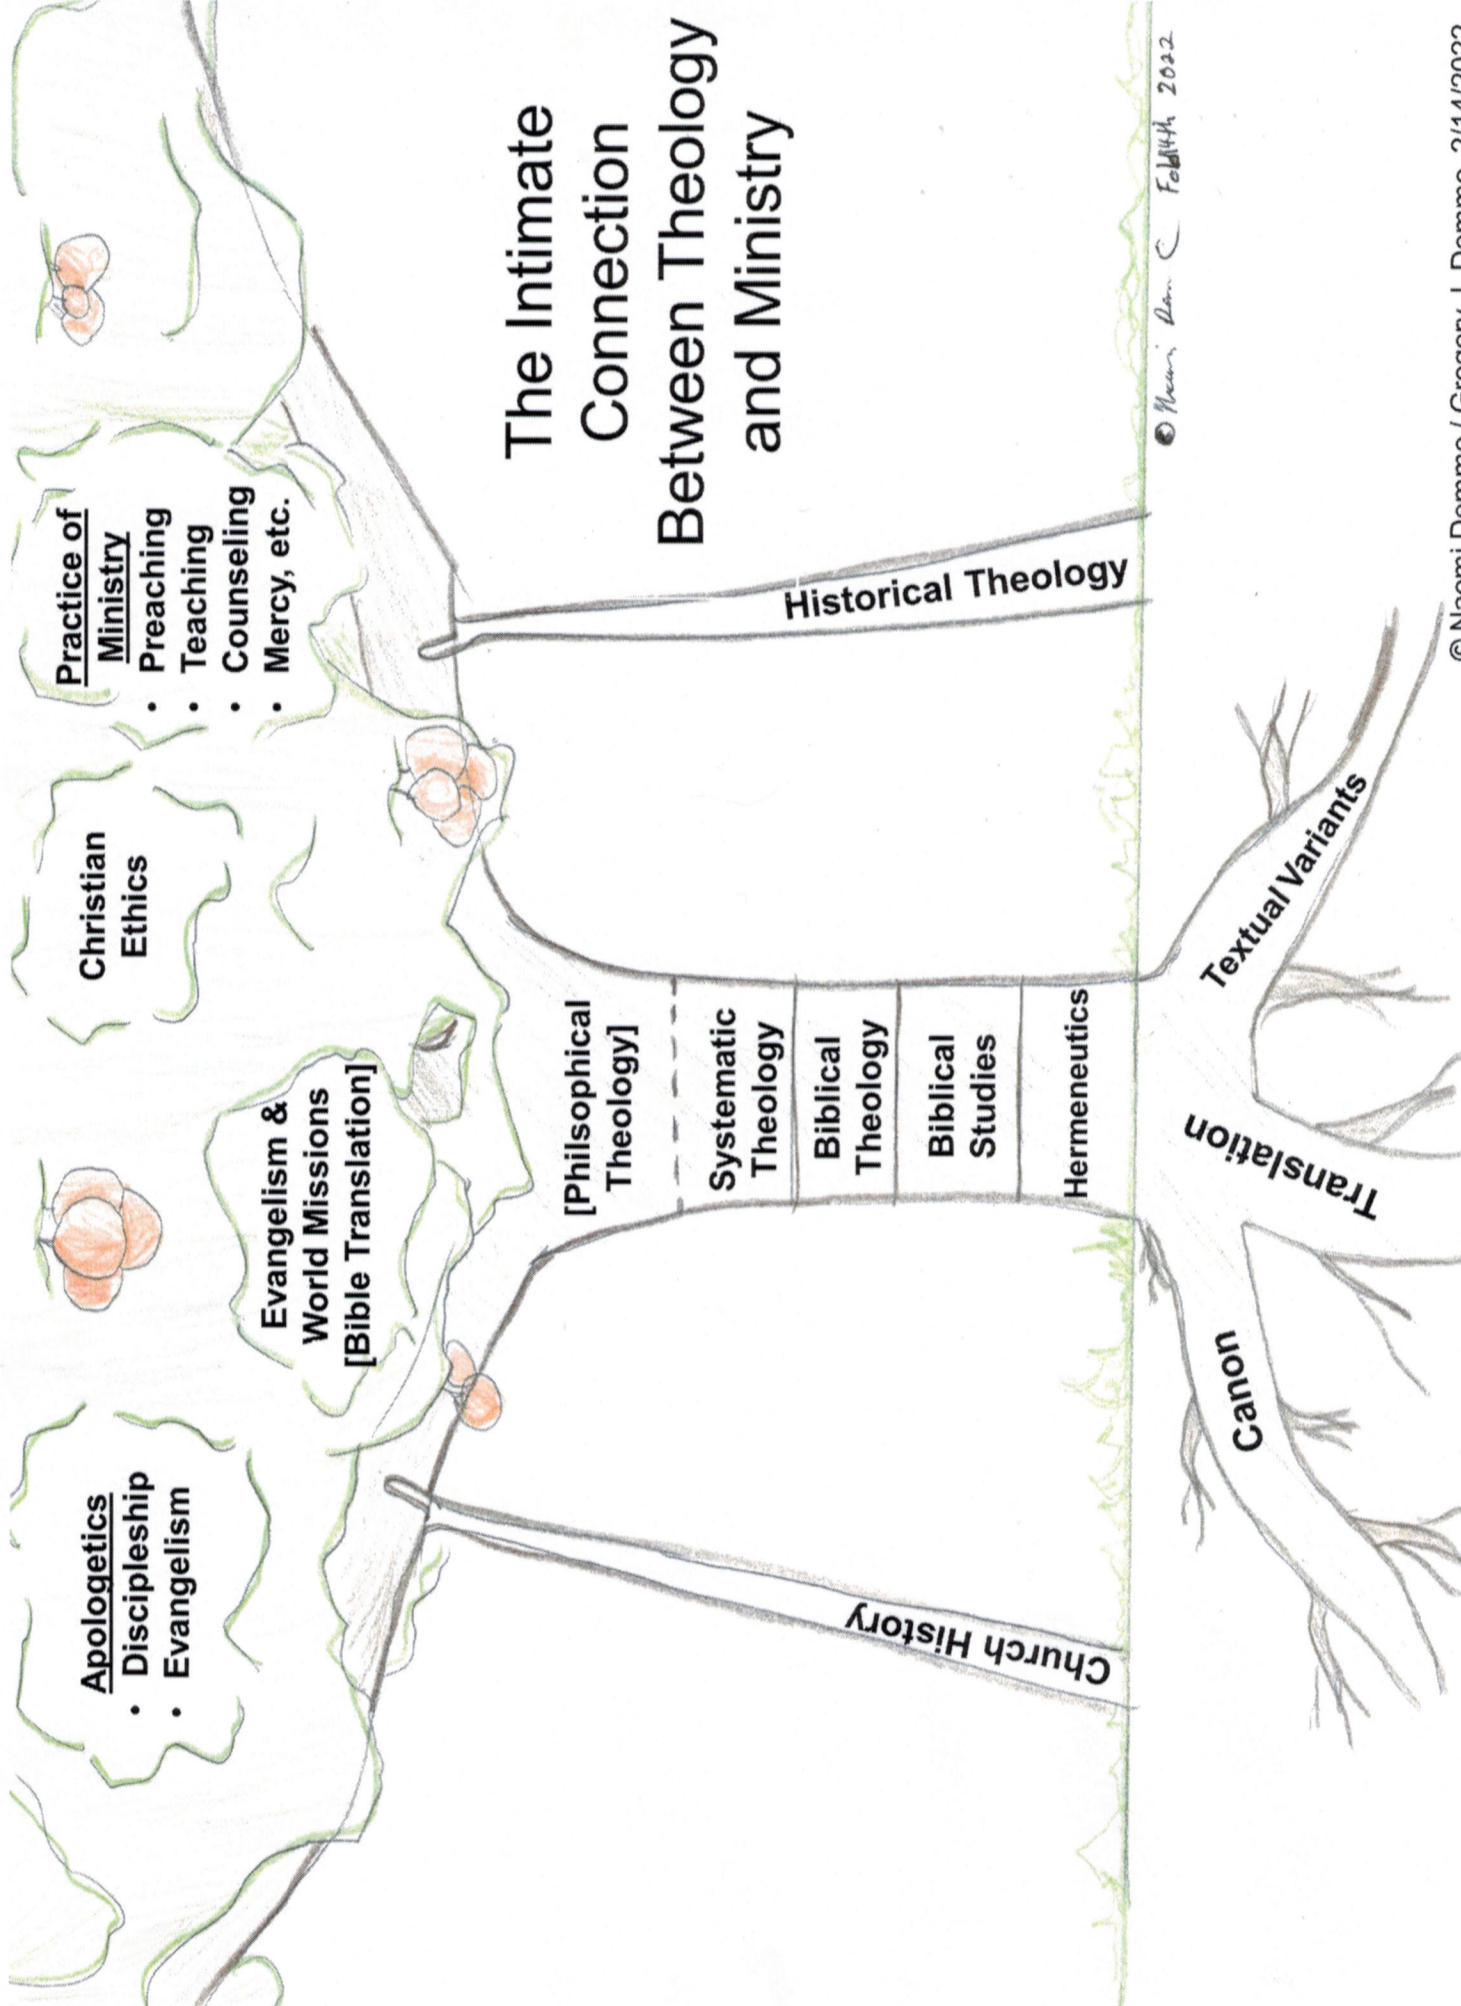 Apologetics
• Discipleship
• Evangelism
Evangelism &
World Missions
[Bible Translation]
Christian
Ethics
Practice of
Ministry
• Preaching
• Teaching
• Counseling
• Mercy, etc.
The Intimate
Connection
Between Theology
and Ministry
[Philsophical
Theology]
Systematic
Theology
Biblical
Theology
Biblical
Studies
Hermeneutics
Church History
Historical Theology
Canon
Translation
Textual Variants
© 2022